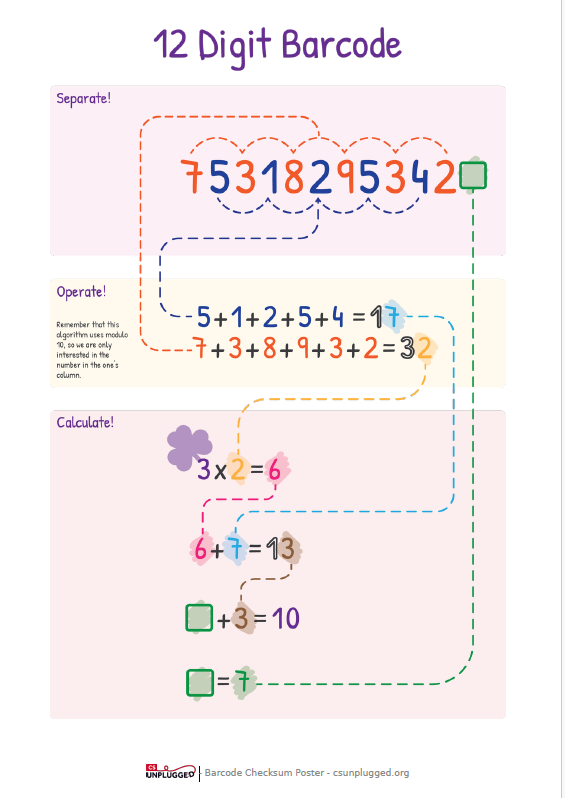 12 Digit Barcode
Separate!
75318295342
Operate!
Remember that this
algorithm uses modulo
10, so we are only
interested in the
number in the one's
column.
5+1+2+5+4 =17
7+3+8+9+3+2=32
Calculate!
3x2=6
6+7=13
+3=10
=7
CS
UNPLUGGED
Barcode Checksum Poster - csunplugged.org